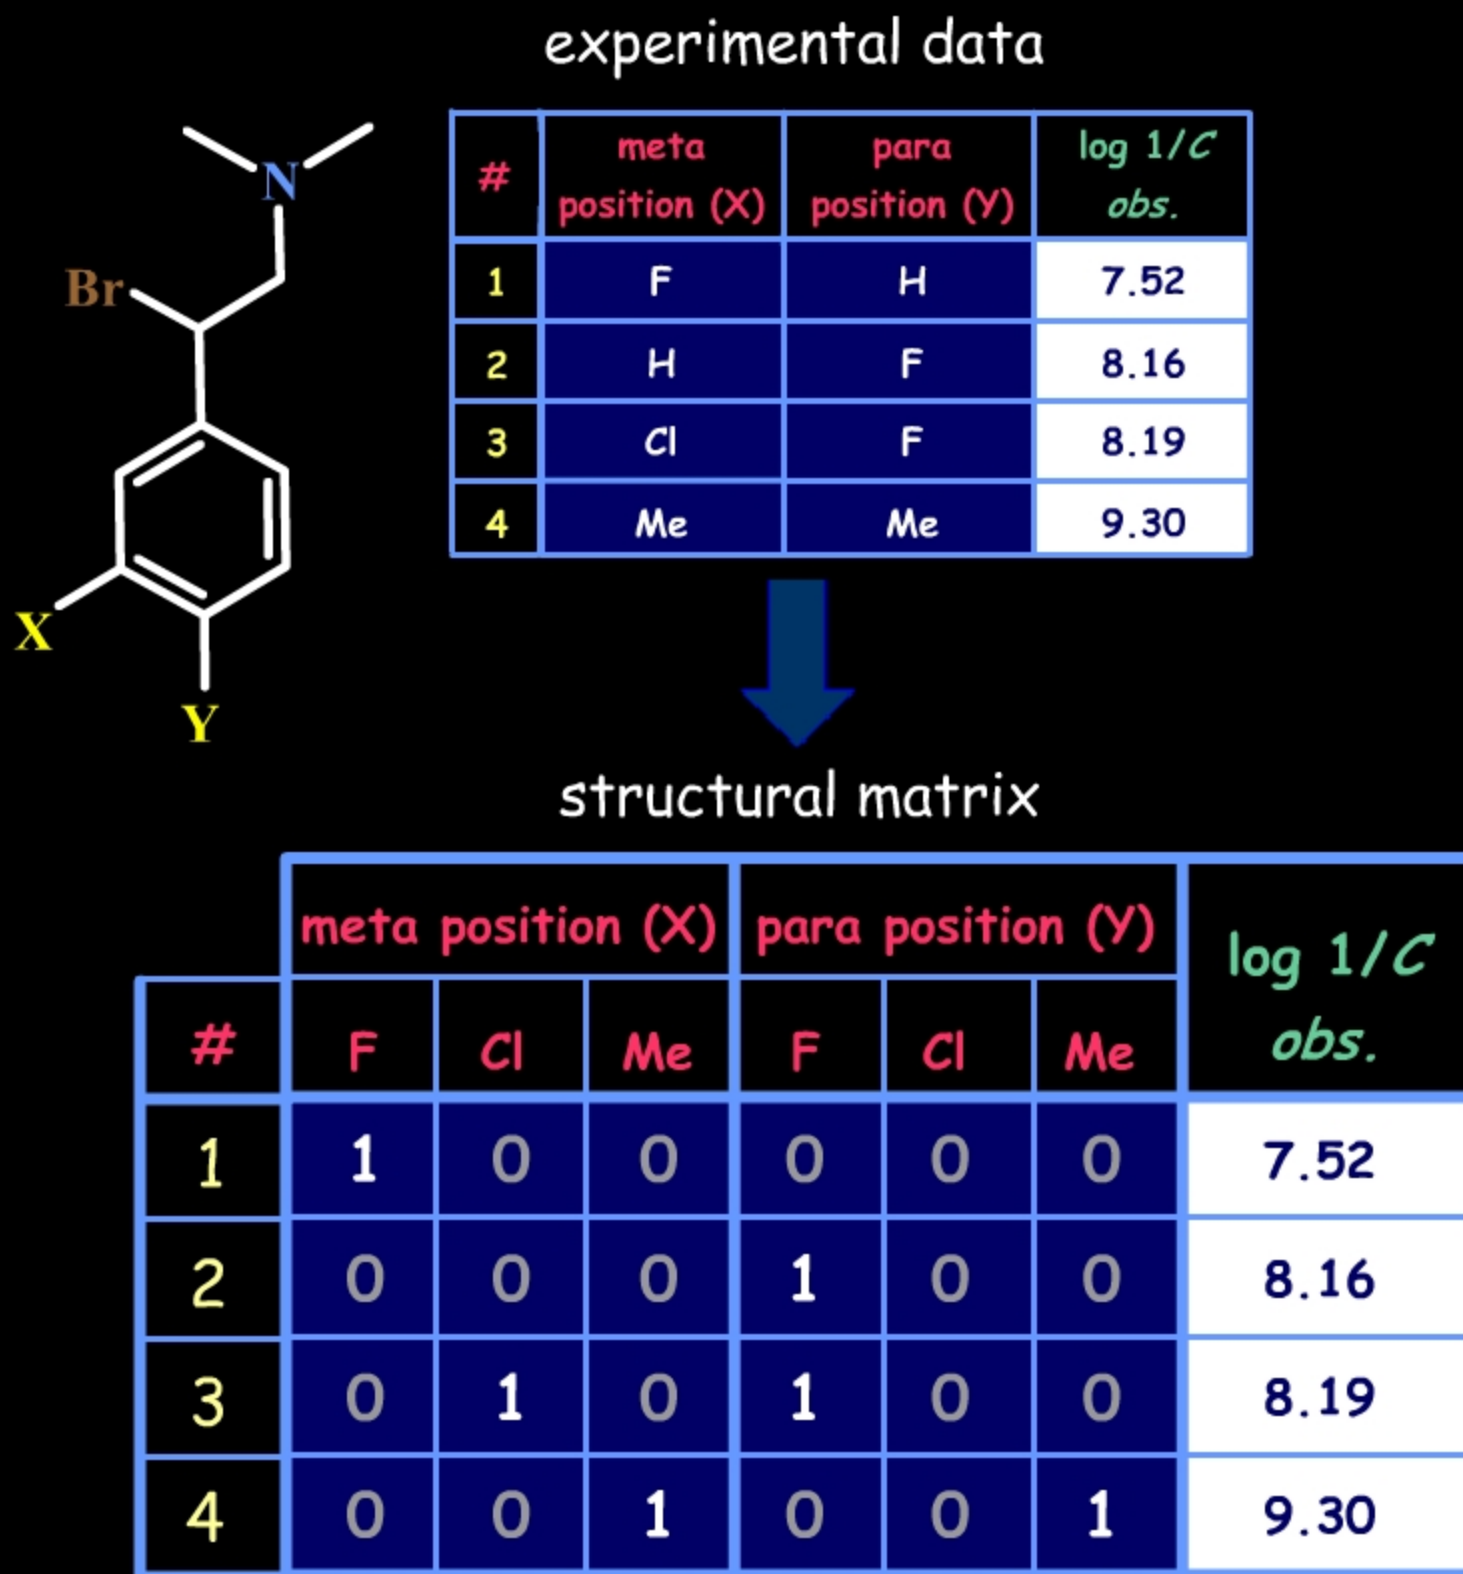 experimental data
N
Br
X
Y
# meta position (X) para position (Y) log 1/C obs.
1 F H 7.52
2 H F 8.16
3 Cl F 8.19
4 Me Me 9.30
structural matrix
meta position (X) para position (Y) log 1/C obs.
# F Cl Me F Cl Me
1 1 0 0 0 0 0 7.52
2 0 0 0 1 0 0 8.16
3 0 1 0 1 0 0 8.19
4 0 0 1 0 0 1 9.30